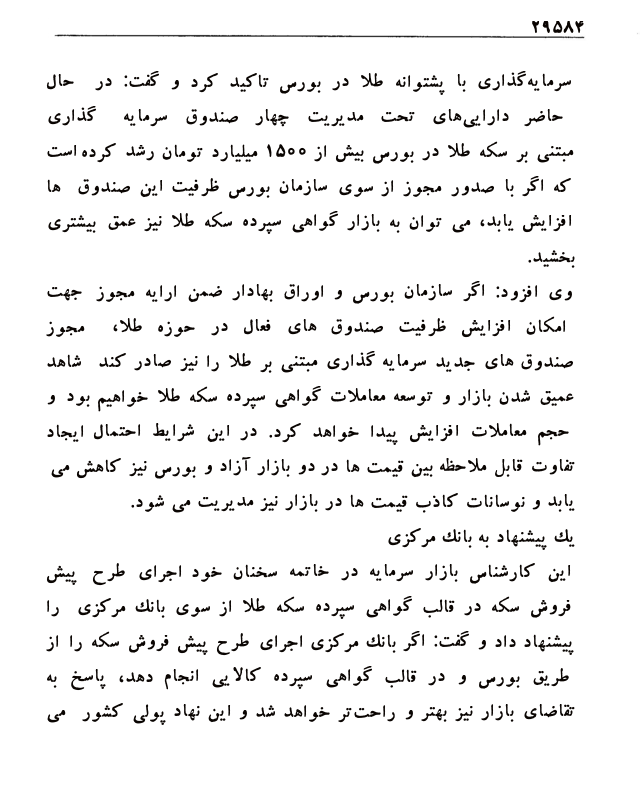 ۲۹۵۸۴
سرمایه‌گذاری با پشتوانه طلا در بورس تاکید کرد و گفت: در حال
حاضر دارایی‌های تحت مدیریت چهار صندوق سرمایه گذاری
مبتنی بر سکه طلا در بورس بیش از ۱۵۰۰ میلیارد تومان رشد کرده است
که اگر با صدور مجوز از سوی سازمان بورس ظرفیت این صندوق ها
افزایش یابد، می توان به بازار گواهی سپرده سکه طلا نیز عمق بیشتری
بخشید.
وی افزود: اگر سازمان بورس و اوراق بهادار ضمن ارایه مجوز جهت
امکان افزایش ظرفیت صندوق های فعال در حوزه طلا، مجوز
صندوق های جدید سرمایه گذاری مبتنی بر طلا را نیز صادر کند شاهد
عمیق شدن بازار و توسعه معاملات گواهی سپرده سکه طلا خواهیم بود و
حجم معاملات افزایش پیدا خواهد کرد. در این شرایط احتمال ایجاد
تفاوت قابل ملاحظه بین قیمت ها در دو بازار آزاد و بورس نیز کاهش می
یابد و نوسانات کاذب قیمت ها در بازار نیز مدیریت می شود.
یك پیشنهاد به بانك مرکزی
این کارشناس بازار سرمایه در خاتمه سخنان خود اجرای طرح پیش
فروش سکه در قالب گواهی سپرده سکه طلا از سوی بانك مرکزی را
پیشنهاد داد و گفت: اگر بانك مرکزی اجرای طرح پیش فروش سکه را از
طریق بورس و در قالب گواهی سپرده کالایی انجام دهد، پاسخ به
تقاضای بازار نیز بهتر و راحت‌تر خواهد شد و این نهاد پولی کشور می